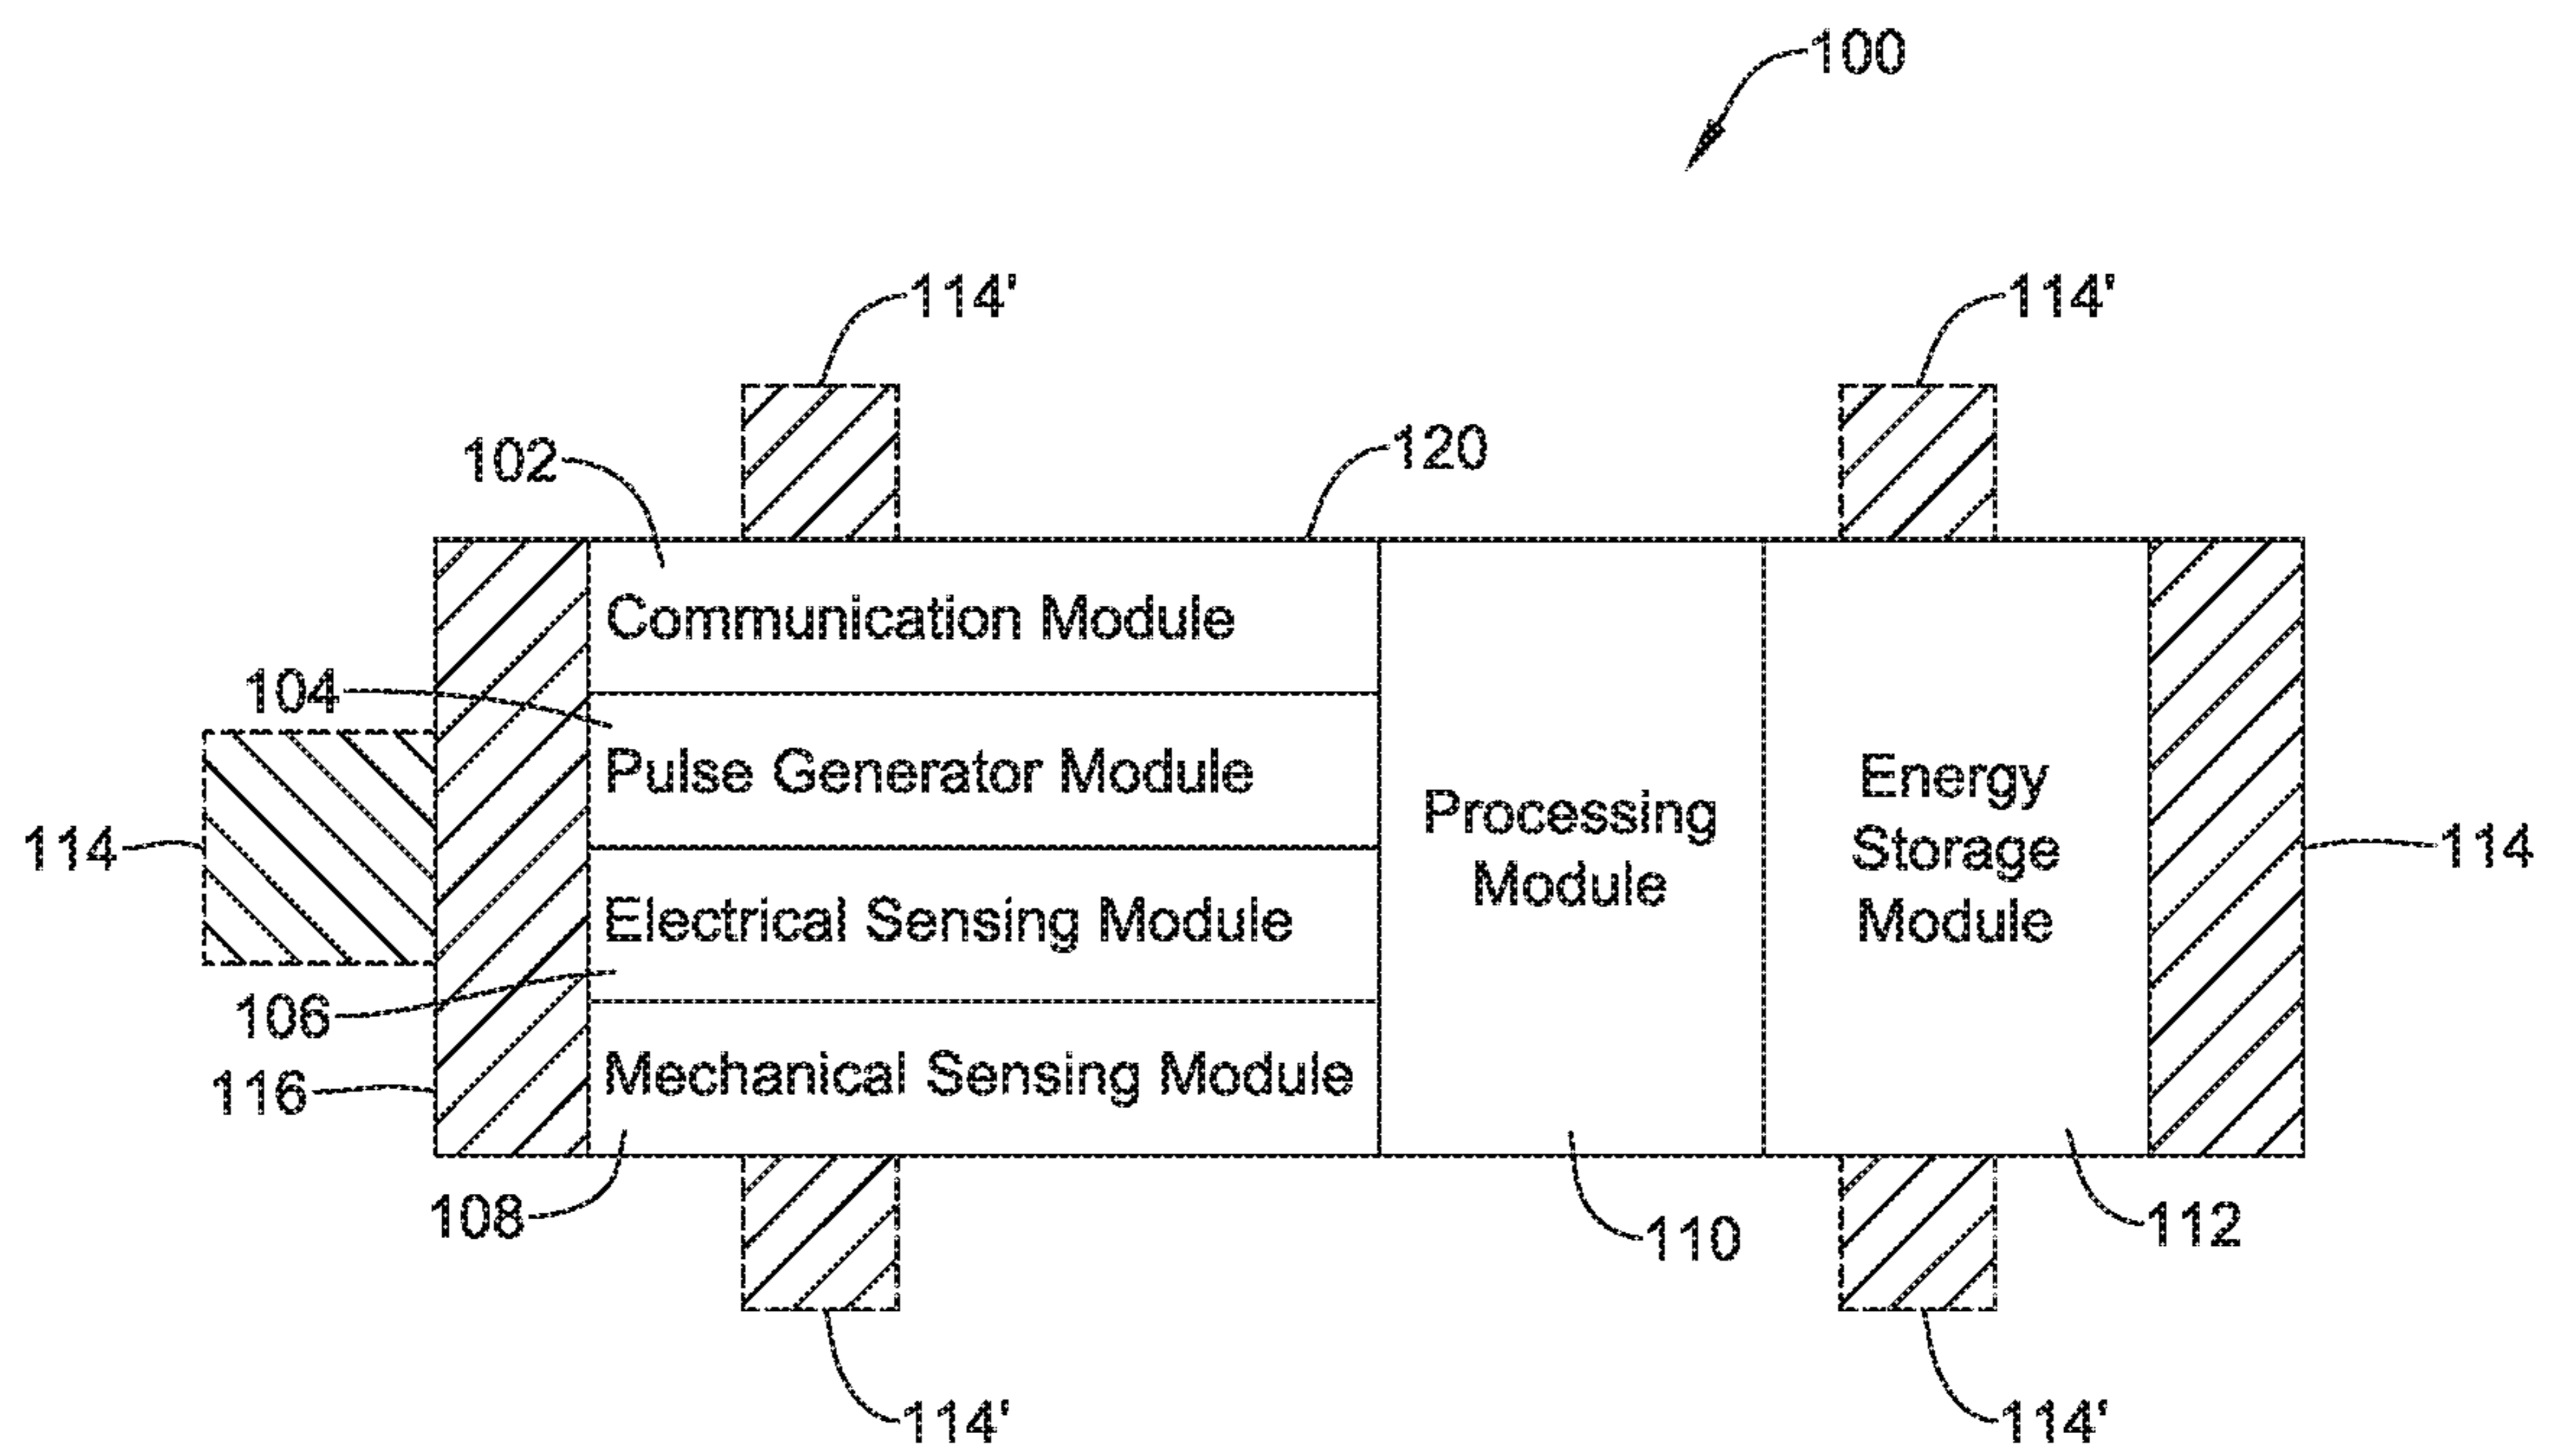 100
114'
114'
102
120
Communication Module
104
Pulse Generator Module
Processing
Module
Energy
Storage
Module
114
114
Electrical Sensing Module
106
Mechanical Sensing Module
116
108
110
112
114'
114'